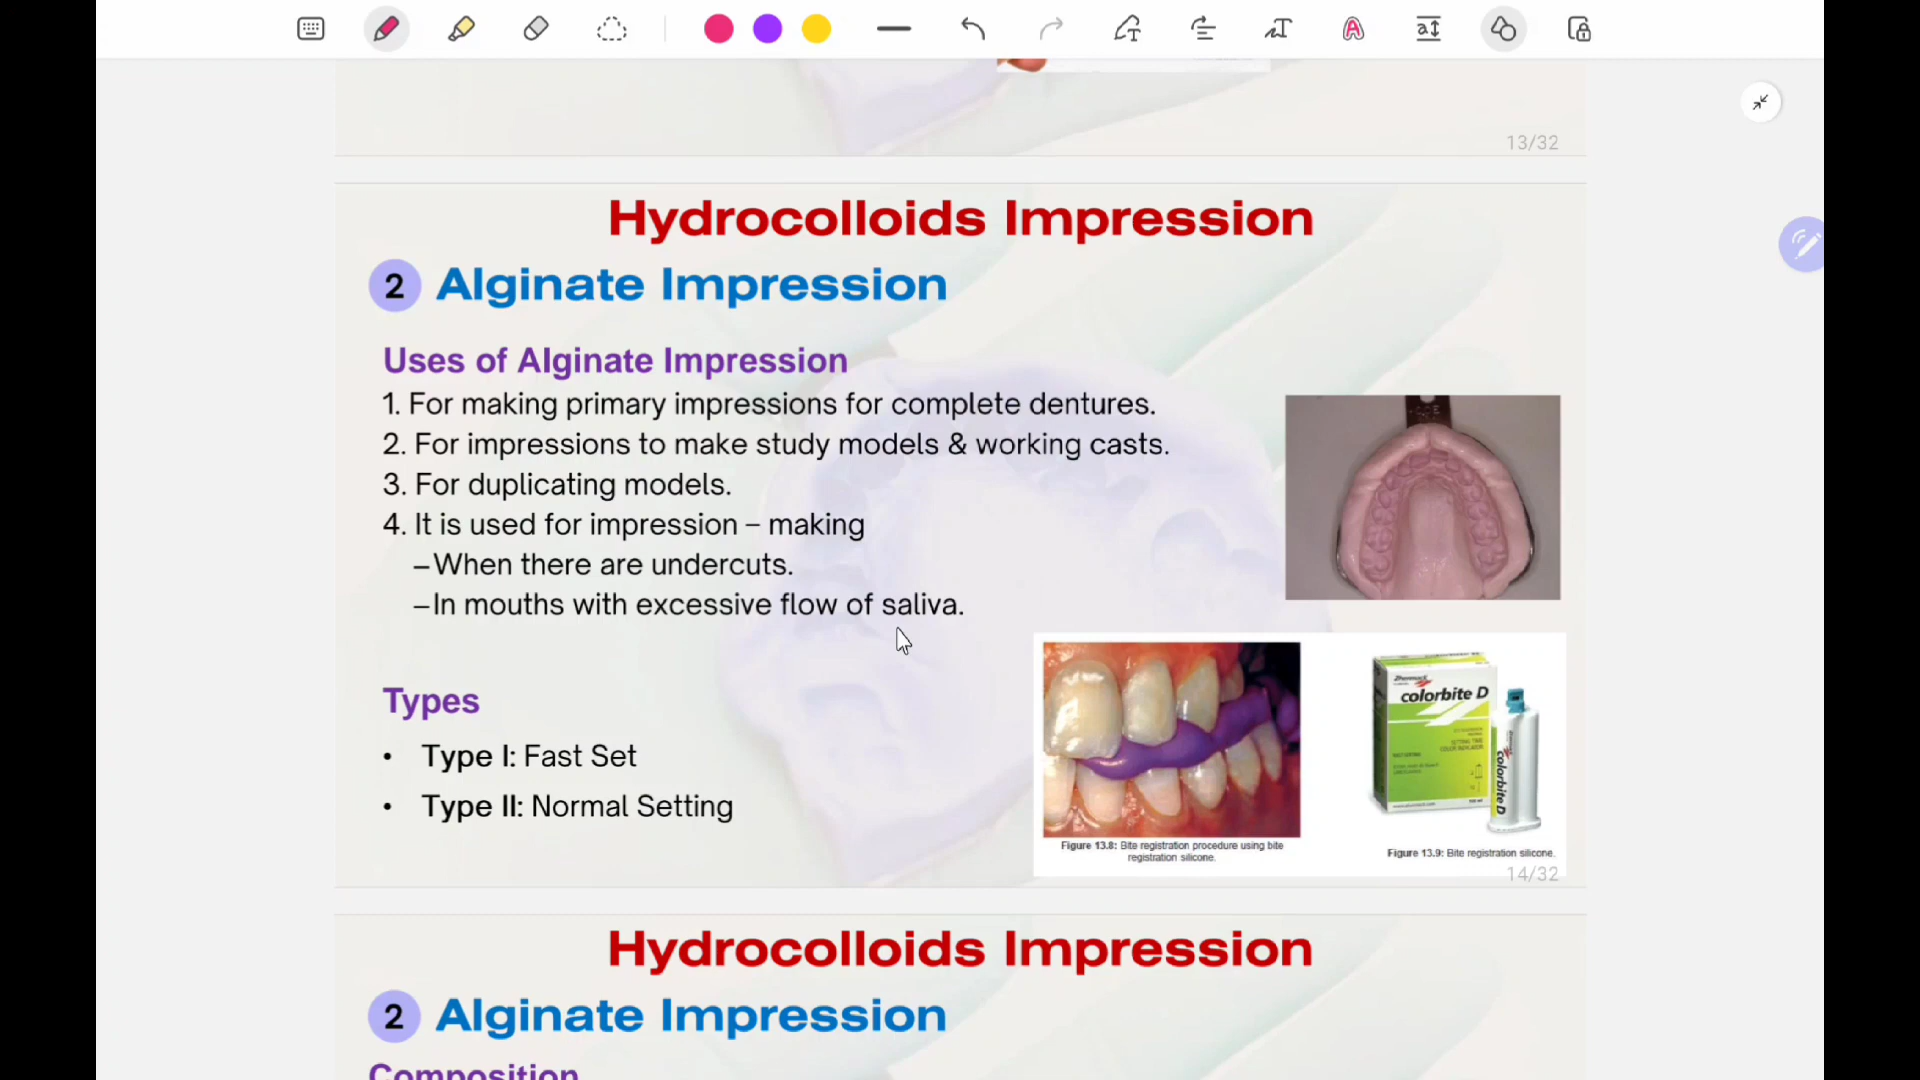 13/32
Hydrocolloids Impression
2 Alginate Impression
Uses of Alginate Impression
1. For making primary impressions for complete dentures.
2. For impressions to make study models & working casts.
3. For duplicating models.
4. It is used for impression – making
–When there are undercuts.
–In mouths with excessive flow of saliva.
Types
• Type I: Fast Set
• Type II: Normal Setting
Zhermack
colorbite D
colorbite D
Figure 13.8: Bite registration procedure using bite
registration silicone.
Figure 13.9: Bite registration silicone.
14/32
Hydrocolloids Impression
2 Alginate Impression
Composition